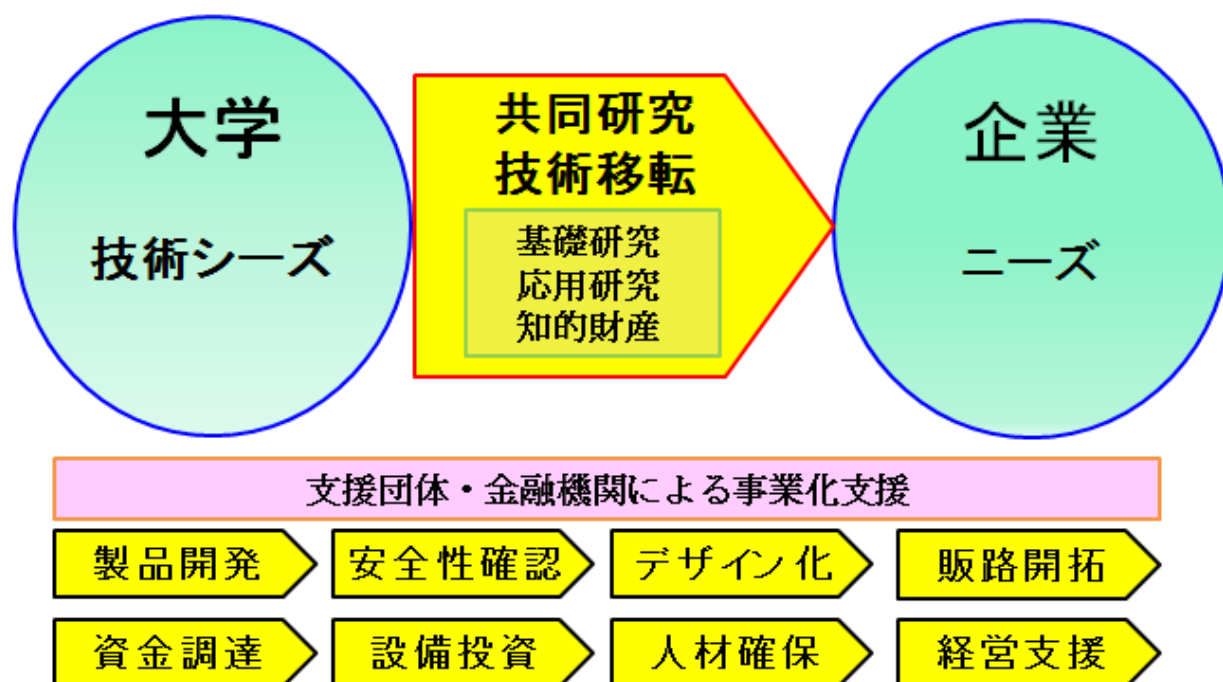 大学
技術シーズ
共同研究
技術移転
基礎研究
応用研究
知的財産
企業
ニーズ
支援団体・金融機関による事業化支援
製品開発
安全性確認
デザイン化
販路開拓
資金調達
設備投資
人材確保
経営支援